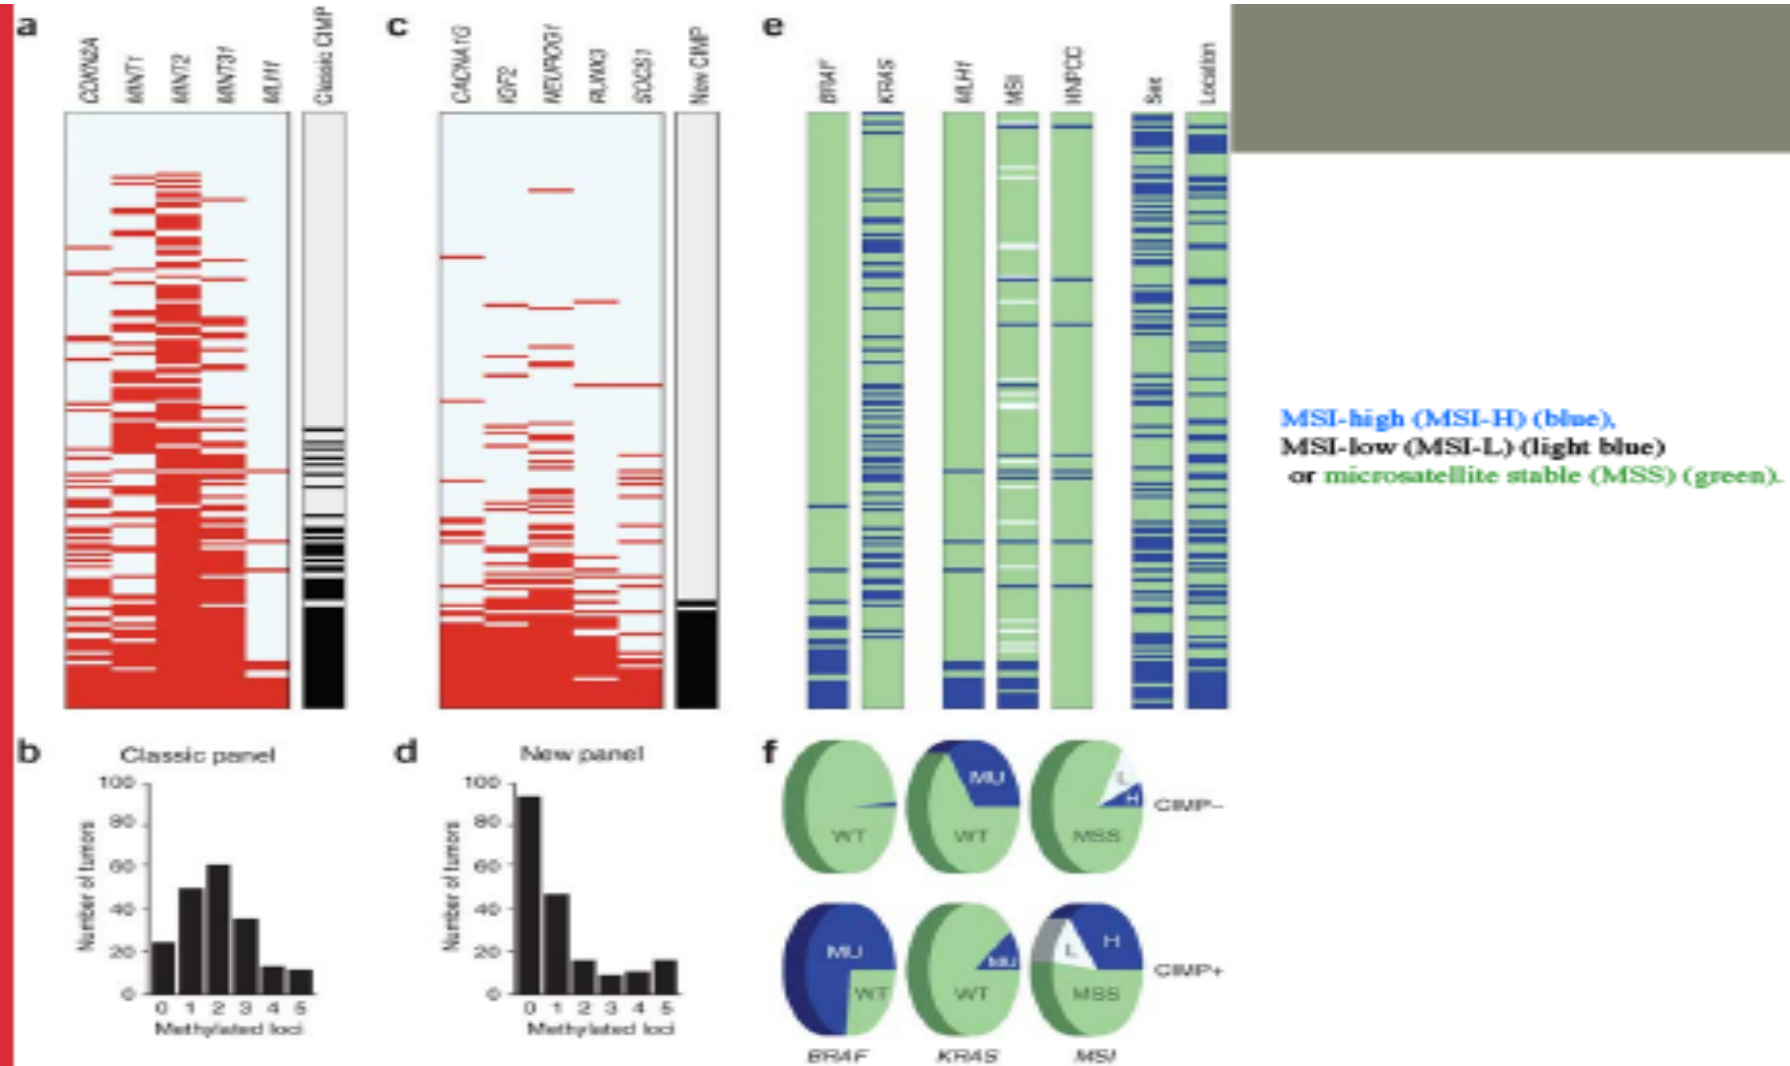 a
CDKN2A
MINT1
MINT2
MINT31
MLH1
Classic CIMP
c
CACNA1G
IGF2
NEUROG1
RUNX3
SOCS1
New CIMP
e
BRAF
KRAS
MLH1
MSI
HNPCC
Sex
Location
MSI-high (MSI-H) (blue),
MSI-low (MSI-L) (light blue)
or microsatellite stable (MSS) (green).
b
Classic panel
Number of tumors
100
80
60
40
20
0
0 1 2 3 4 5
Methylated loci
d
New panel
Number of tumors
100
80
60
40
20
0
0 1 2 3 4 5
Methylated loci
f
WT
MU
WT
L
H
MSS
CIMP–
MU
WT
MU
WT
H
L
MSS
CIMP+
BRAF
KRAS
MSI